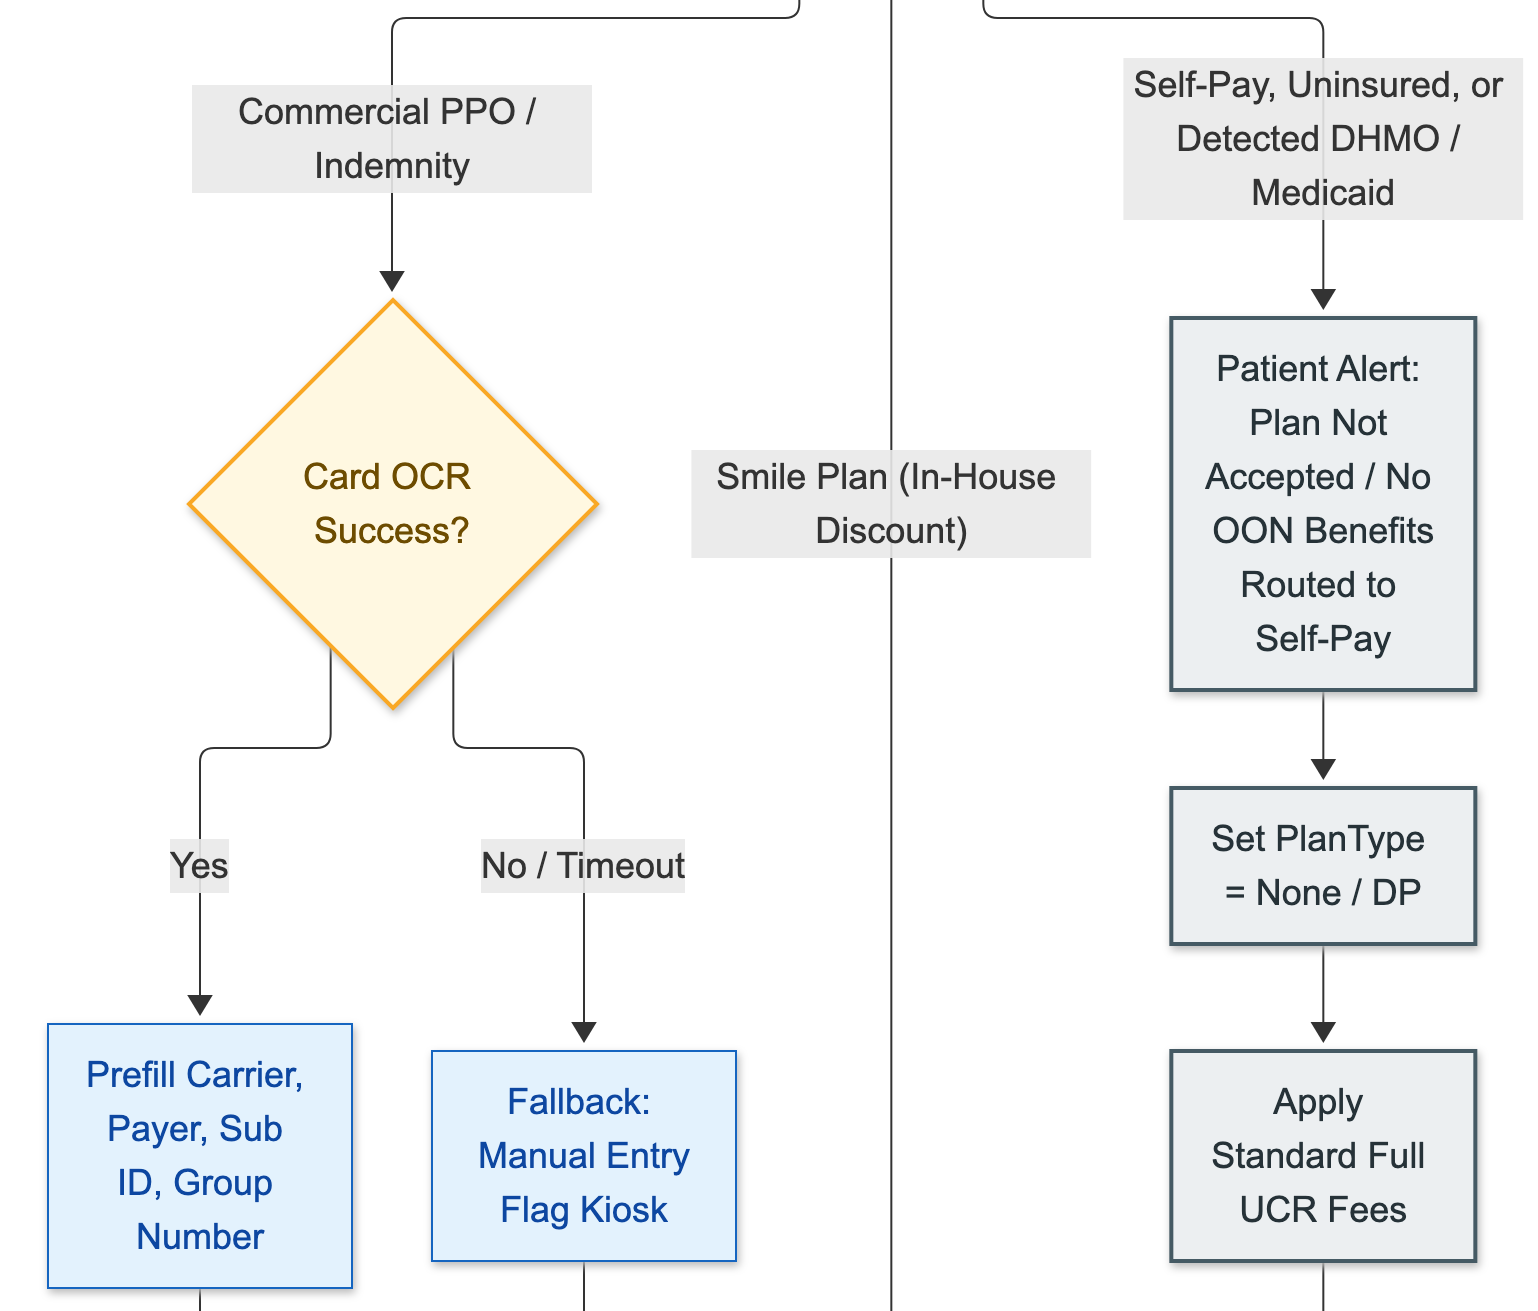 Commercial PPO /
Indemnity
Self-Pay, Uninsured, or
Detected DHMO /
Medicaid
Card OCR
Success?
Smile Plan (In-House
Discount)
Patient Alert:
Plan Not
Accepted / No
OON Benefits
Routed to
Self-Pay
Yes
No / Timeout
Set PlanType
= None / DP
Prefill Carrier,
Payer, Sub
ID, Group
Number
Fallback:
Manual Entry
Flag Kiosk
Apply
Standard Full
UCR Fees